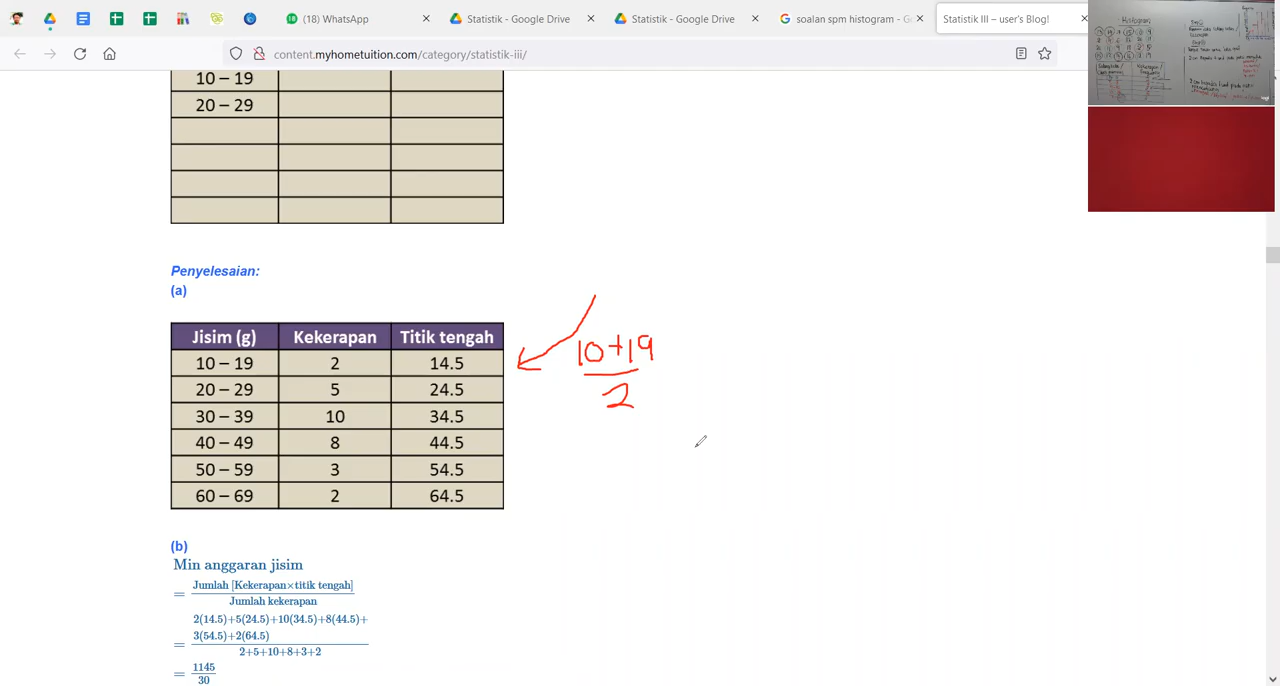 (18) WhatsApp
Statistik - Google Drive
Statistik - Google Drive
soalan spm histogram - G
Statistik III – user's Blog!
content.myhometuition.com/category/statistik-iii/
Histogram
10 – 19
20 – 29
Penyelesaian:
(a)
Jisim (g) Kekerapan Titik tengah
10 – 19 2 14.5
20 – 29 5 24.5
30 – 39 10 34.5
40 – 49 8 44.5
50 – 59 3 54.5
60 – 69 2 64.5
10+19
2
(b)
Min anggaran jisim
= Jumlah [Kekerapan×titik tengah]
Jumlah kekerapan
2(14.5)+5(24.5)+10(34.5)+8(44.5)+
= 3(54.5)+2(64.5)
2+5+10+8+3+2
= 1145
30